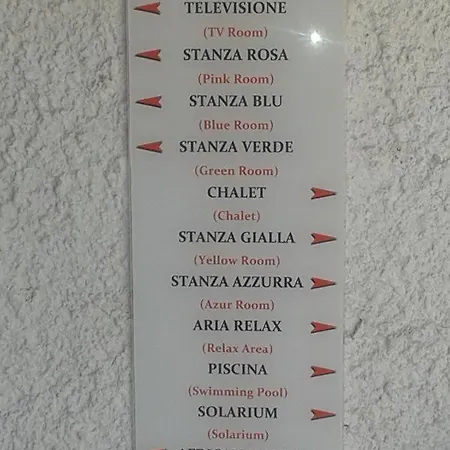 TELEVISIONE
(TV Room)
STANZA ROSA
(Pink Room)
STANZA BLU
(Blue Room)
STANZA VERDE
(Green Room)
CHALET
(Chalet)
STANZA GIALLA
(Yellow Room)
STANZA AZZURRA
(Azur Room)
ARIA RELAX
(Relax Area)
PISCINA
(Swimming Pool)
SOLARIUM
(Solarium)